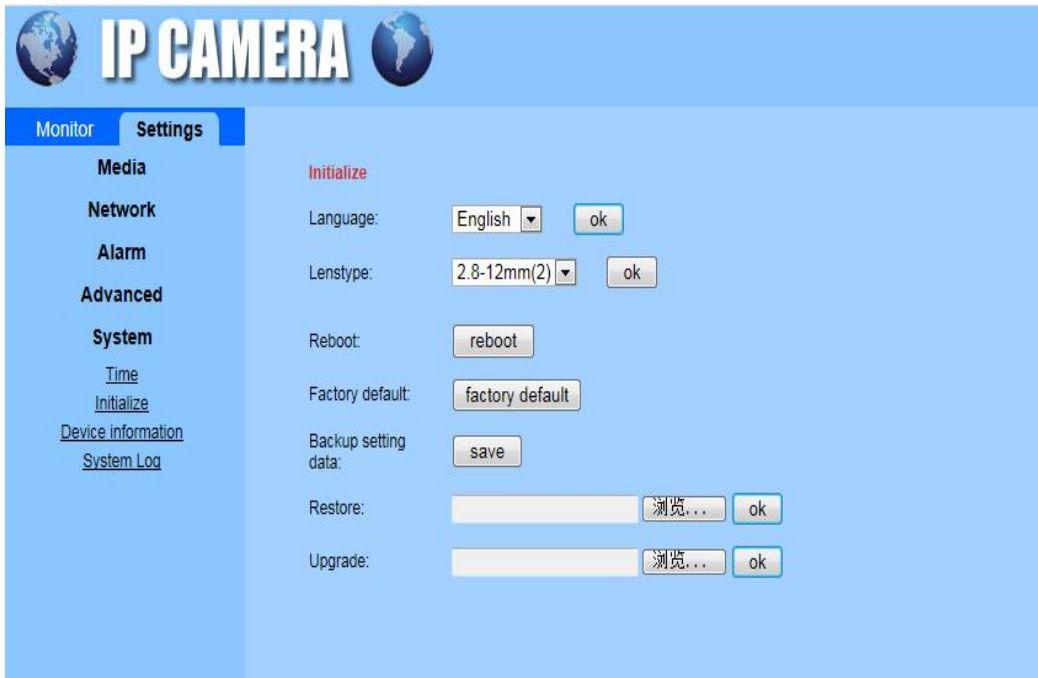 IP CAMERA
Monitor Settings
Media
Network
Alarm
Advanced
System
Time
Initialize
Device information
System Log
Initialize
Language: English ok
Lenstype: 2.8-12mm(2) ok
Reboot: reboot
Factory default: factory default
Backup setting
data: save
Restore: 浏览... ok
Upgrade: 浏览... ok